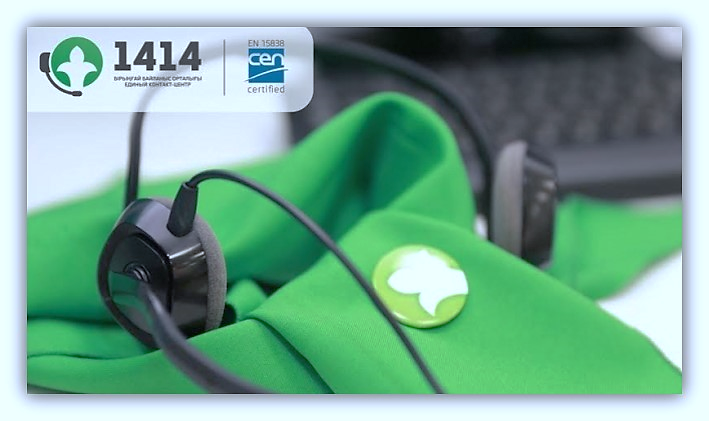 1414
БІРЫҢҒАЙ БАЙЛАНЫС ОРТАЛЫҒЫ
ЕДИНЫЙ КОНТАКТ-ЦЕНТР
EN 15838
cen
certified